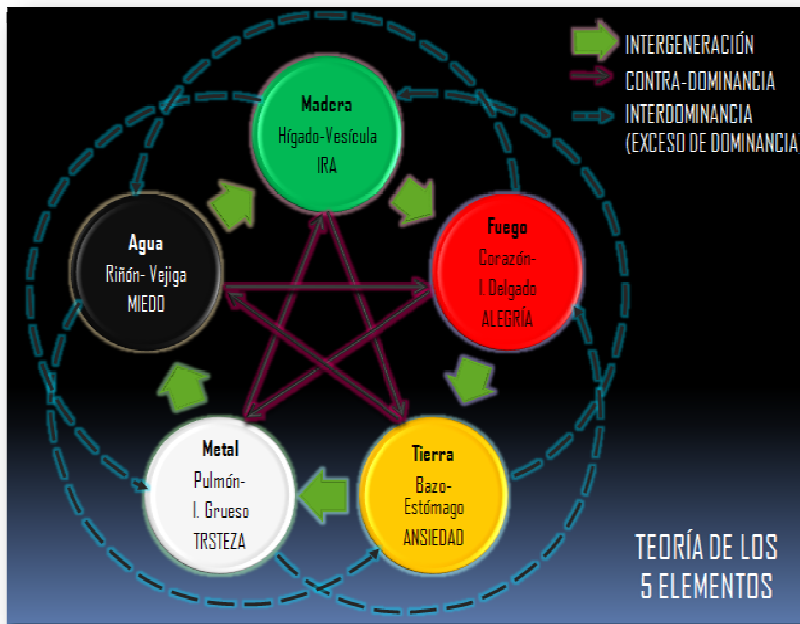 INTERGENERACIÓN
CONTRA-DOMINANCIA
INTERDOMINANCIA
(EXCESO DE DOMINANCIA)
Madera
Hígado-Vesícula
IRA
Fuego
Corazón-
I. Delgado
ALEGRÍA
Agua
Riñón- Vejiga
MIEDO
Metal
Pulmón-
I. Grueso
TRSTEZA
Tierra
Bazo-
Estómago
ANSIEDAD
TEORÍA DE LOS
5 ELEMENTOS